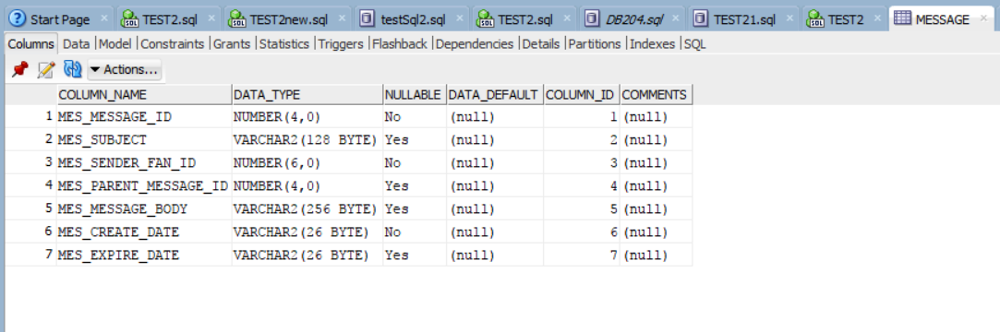 Start Page TEST2.sql TEST2new.sql testSql2.sql TEST2.sql DB204.sql TEST21.sql TEST2 MESSAGE
Columns Data Model Constraints Grants Statistics Triggers Flashback Dependencies Details Partitions Indexes SQL
Actions...
COLUMN_NAME DATA_TYPE NULLABLE DATA_DEFAULT COLUMN_ID COMMENTS
1 MES_MESSAGE_ID NUMBER(4,0) No (null) 1 (null)
2 MES_SUBJECT VARCHAR2(128 BYTE) Yes (null) 2 (null)
3 MES_SENDER_FAN_ID NUMBER(6,0) No (null) 3 (null)
4 MES_PARENT_MESSAGE_ID NUMBER(4,0) Yes (null) 4 (null)
5 MES_MESSAGE_BODY VARCHAR2(256 BYTE) Yes (null) 5 (null)
6 MES_CREATE_DATE VARCHAR2(26 BYTE) No (null) 6 (null)
7 MES_EXPIRE_DATE VARCHAR2(26 BYTE) Yes (null) 7 (null)